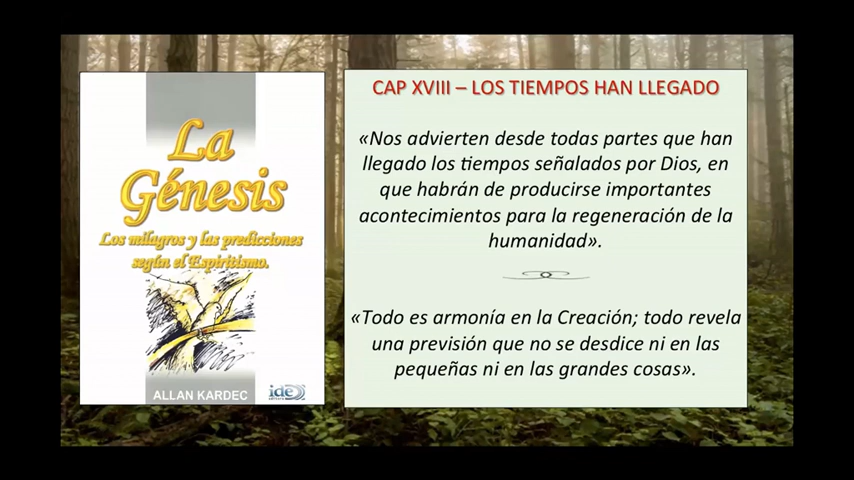 La
Génesis
Los milagros y las predicciones
según el Espiritismo.
ALLAN KARDEC
ide
editora
CAP XVIII – LOS TIEMPOS HAN LLEGADO
«Nos advierten desde todas partes que han
llegado los tiempos señalados por Dios, en
que habrán de producirse importantes
acontecimientos para la regeneración de la
humanidad».
«Todo es armonía en la Creación; todo revela
una previsión que no se desdice ni en las
pequeñas ni en las grandes cosas».